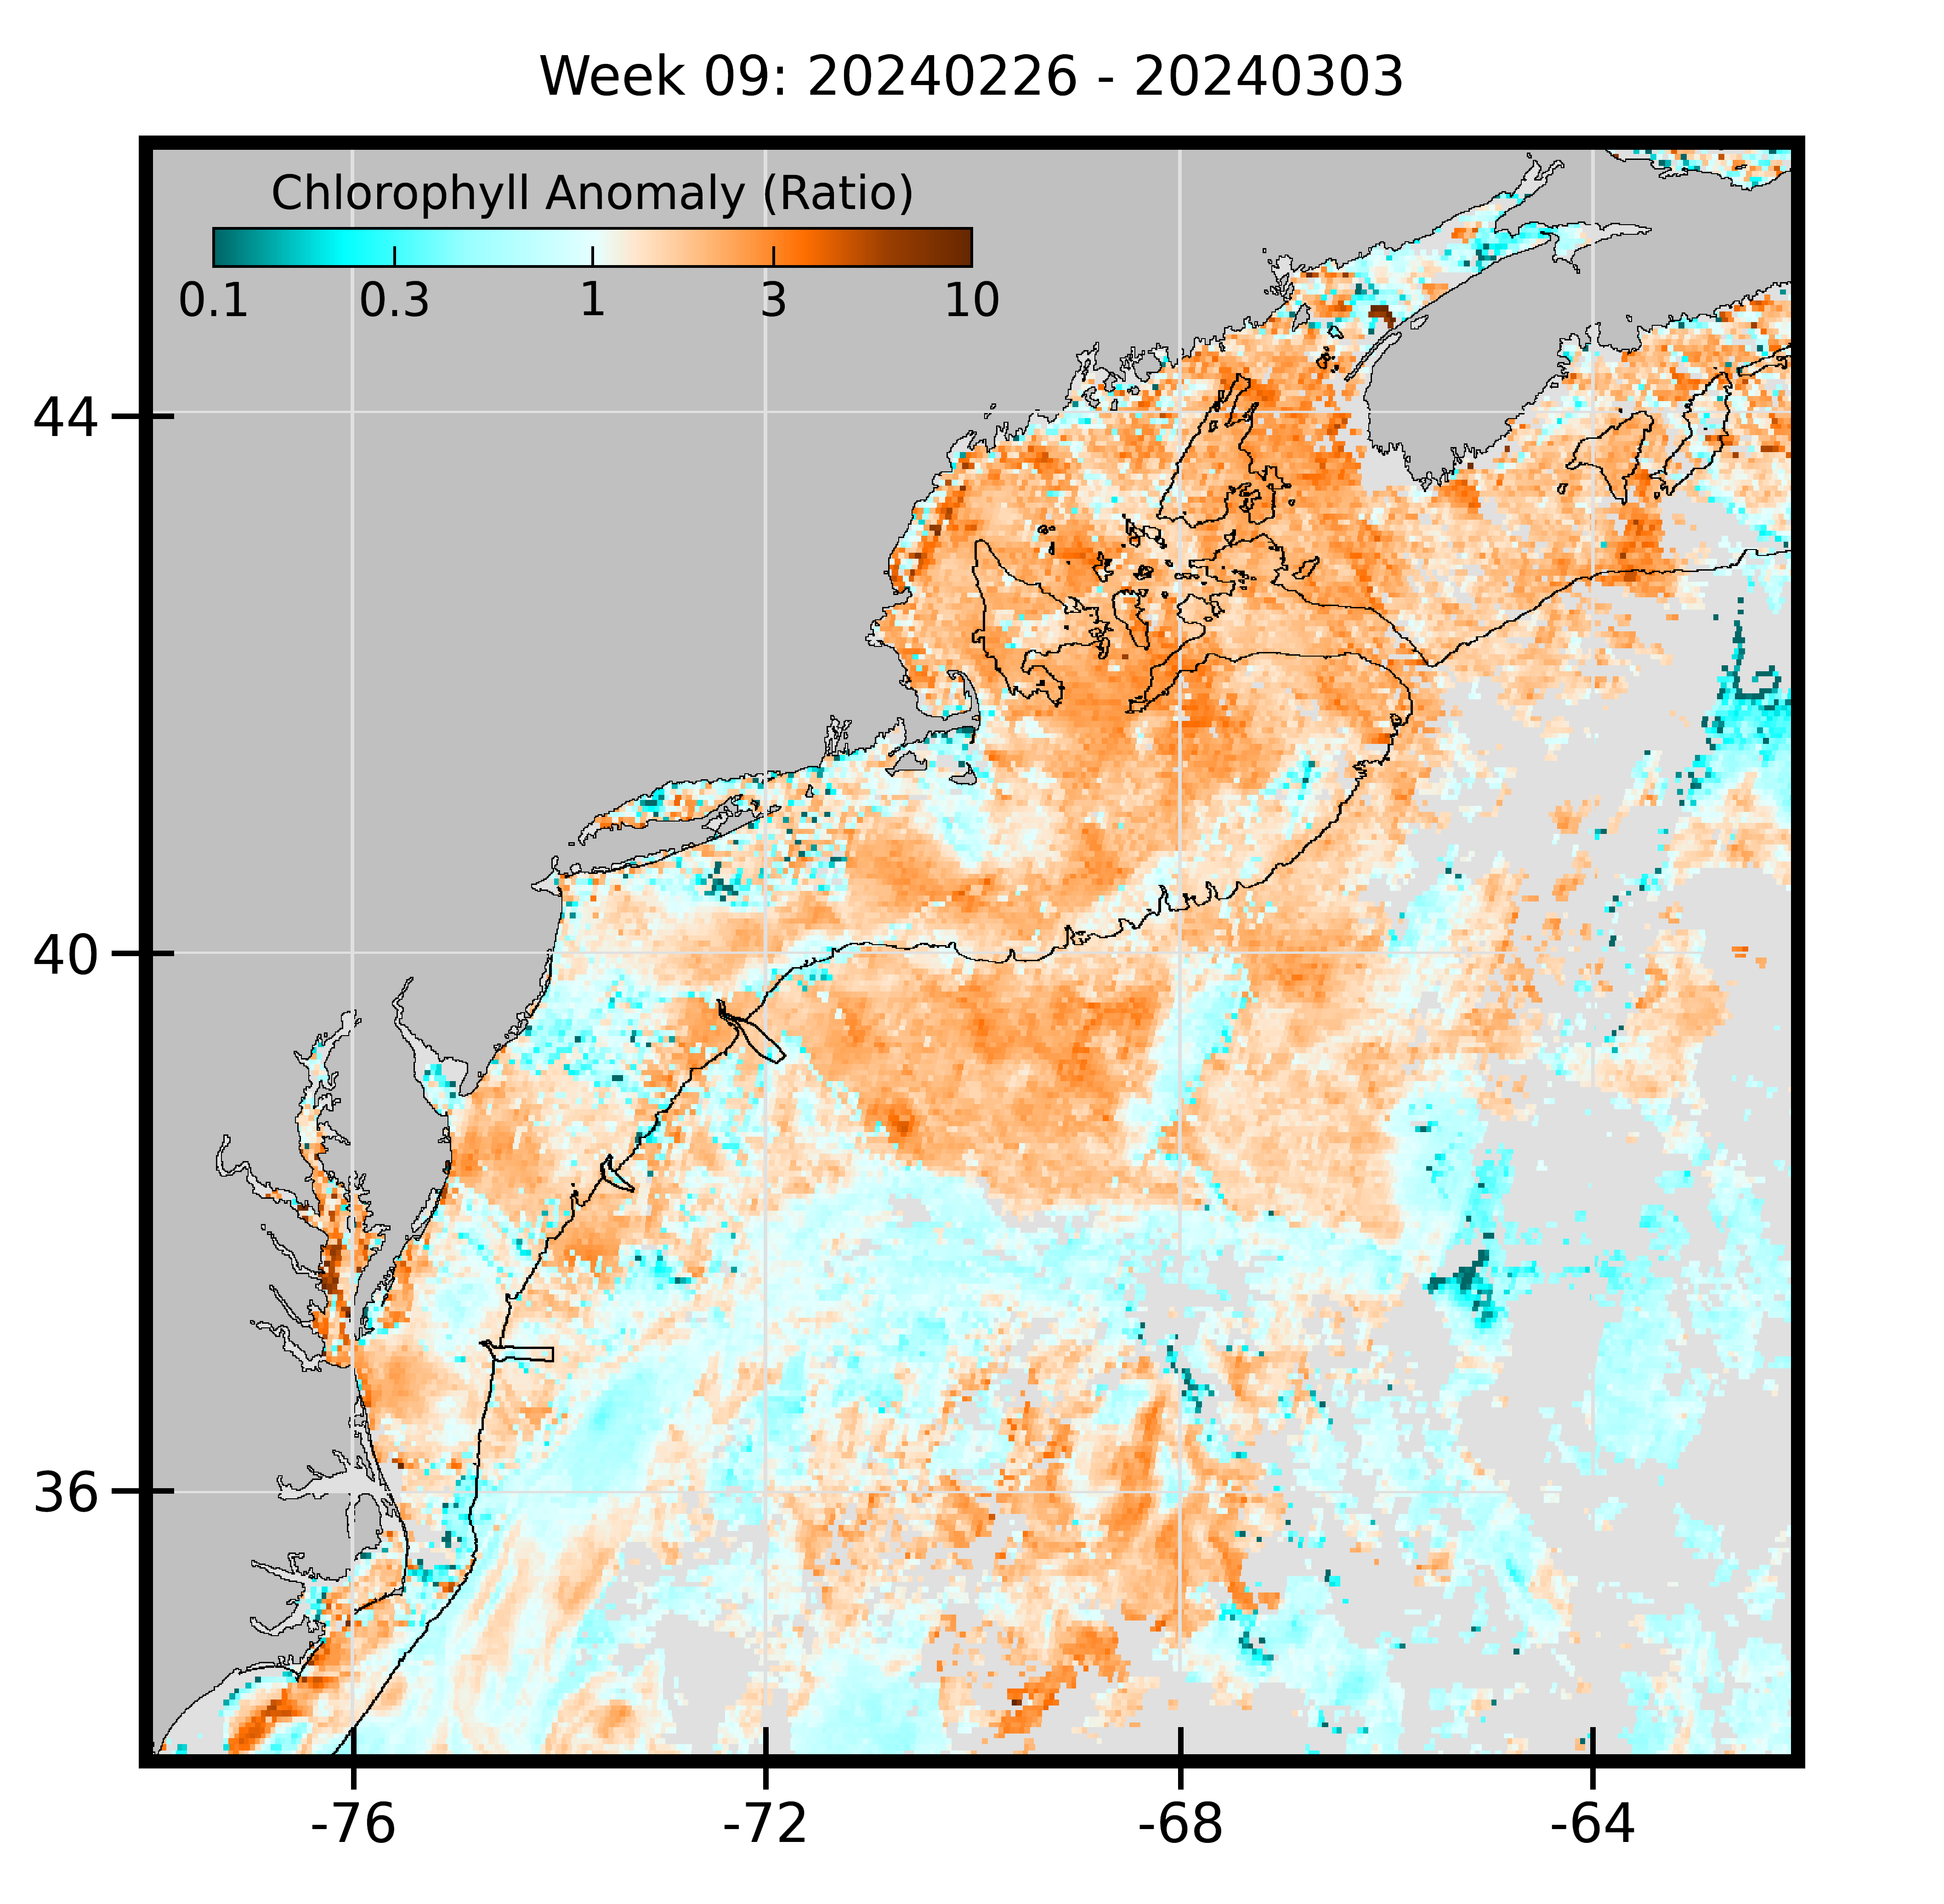 Week 09: 20240226 - 20240303
Chlorophyll Anomaly (Ratio)
0.1 0.3 1 3 10
44
40
36
-76 -72 -68 -64